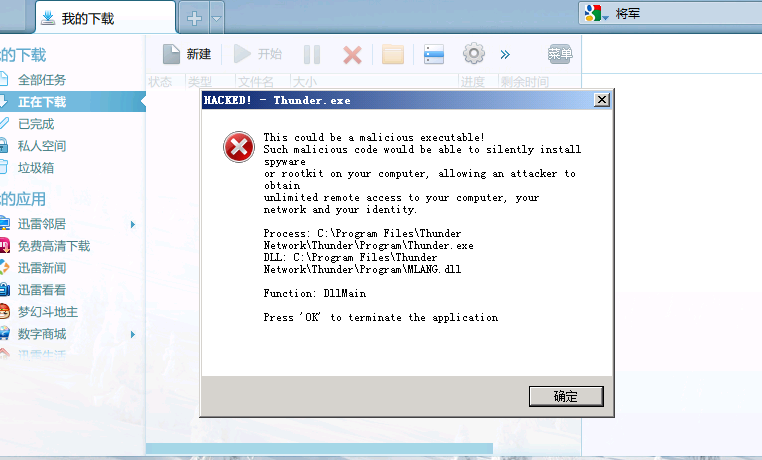 我的下载
将军
的下载
新建
开始
菜单
状态 类型 文件名 大小 进度 剩余时间
全部任务
正在下载
已完成
私人空间
垃圾箱
的应用
迅雷邻居
免费高清下载
迅雷新闻
迅雷看看
梦幻斗地主
数字商城
迅雷生活
HACKED! - Thunder.exe
This could be a malicious executable!
Such malicious code would be able to silently install
spyware
or rootkit on your computer, allowing an attacker to
obtain
unlimited remote access to your computer, your
network and your identity.
Process: C:\Program Files\Thunder
Network\Thunder\Program\Thunder.exe
DLL: C:\Program Files\Thunder
Network\Thunder\Program\MLANG.dll
Function: DllMain
Press 'OK' to terminate the application
确定